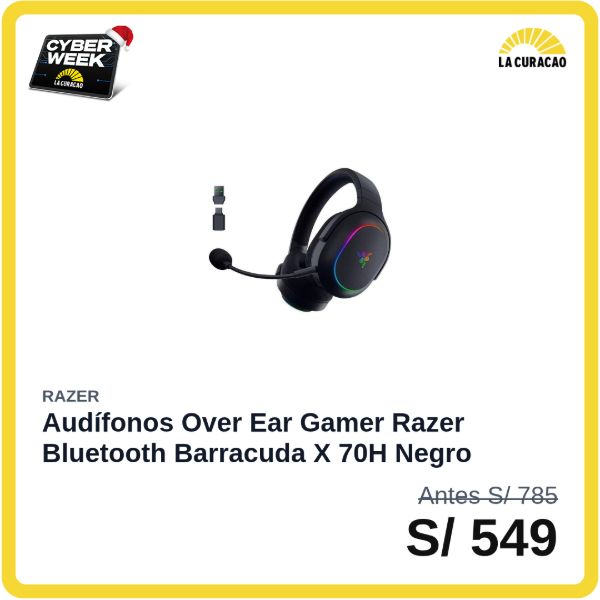 CYBER
WEEK
LA CURACAO
LA CURACAO
RAZER
Audífonos Over Ear Gamer Razer
Bluetooth Barracuda X 70H Negro
Antes S/ 785
S/ 549